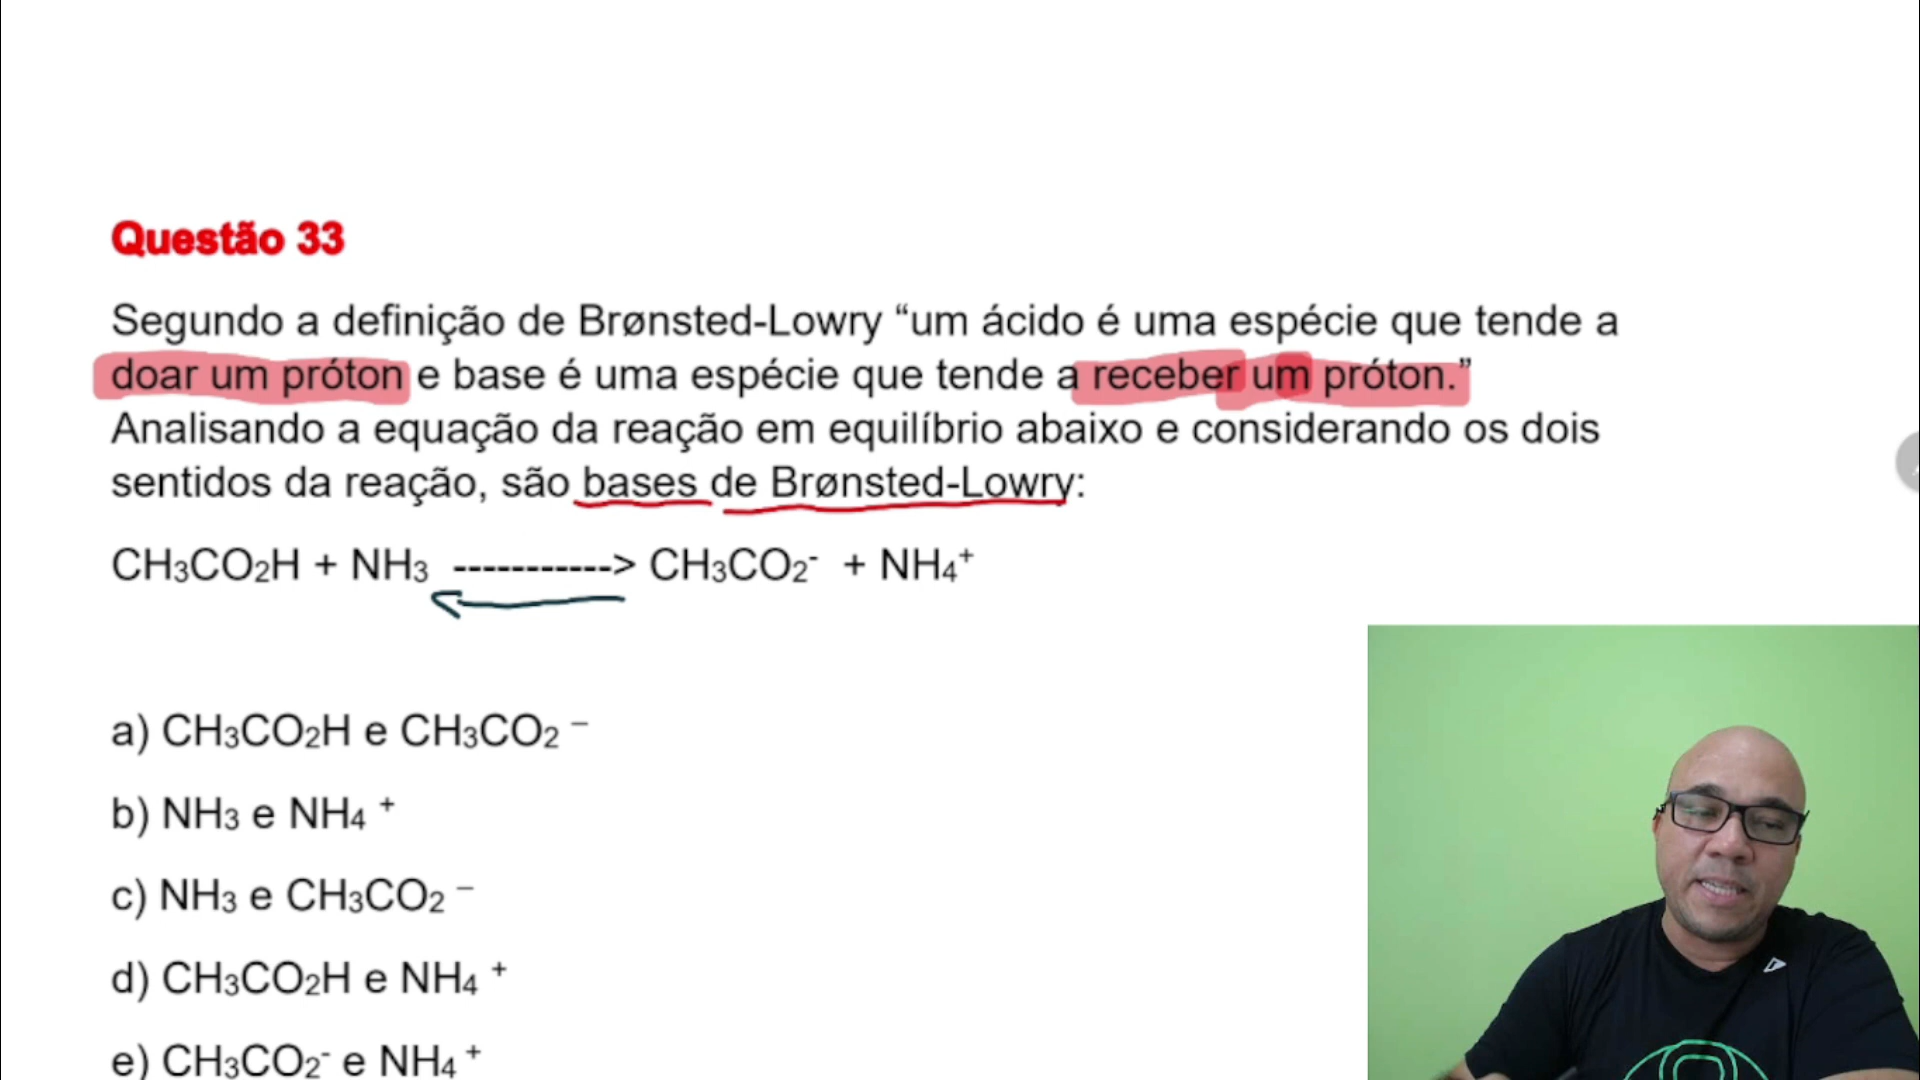 Questão 33
Segundo a definição de Brønsted-Lowry “um ácido é uma espécie que tende a
doar um próton e base é uma espécie que tende a receber um próton.”
Analisando a equação da reação em equilíbrio abaixo e considerando os dois
sentidos da reação, são bases de Brønsted-Lowry:
CH₃CO₂H + NH₃ ------------> CH₃CO₂⁻ + NH₄⁺
a) CH₃CO₂H e CH₃CO₂ ⁻
b) NH₃ e NH₄ ⁺
c) NH₃ e CH₃CO₂ ⁻
d) CH₃CO₂H e NH₄ ⁺
e) CH₃CO₂⁻ e NH₄ ⁺